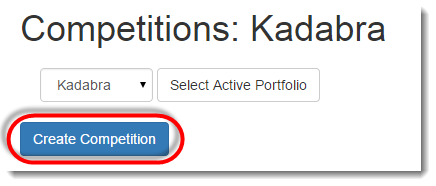 Competitions: Kadabra
Kadabra Select Active Portfolio
Create Competition